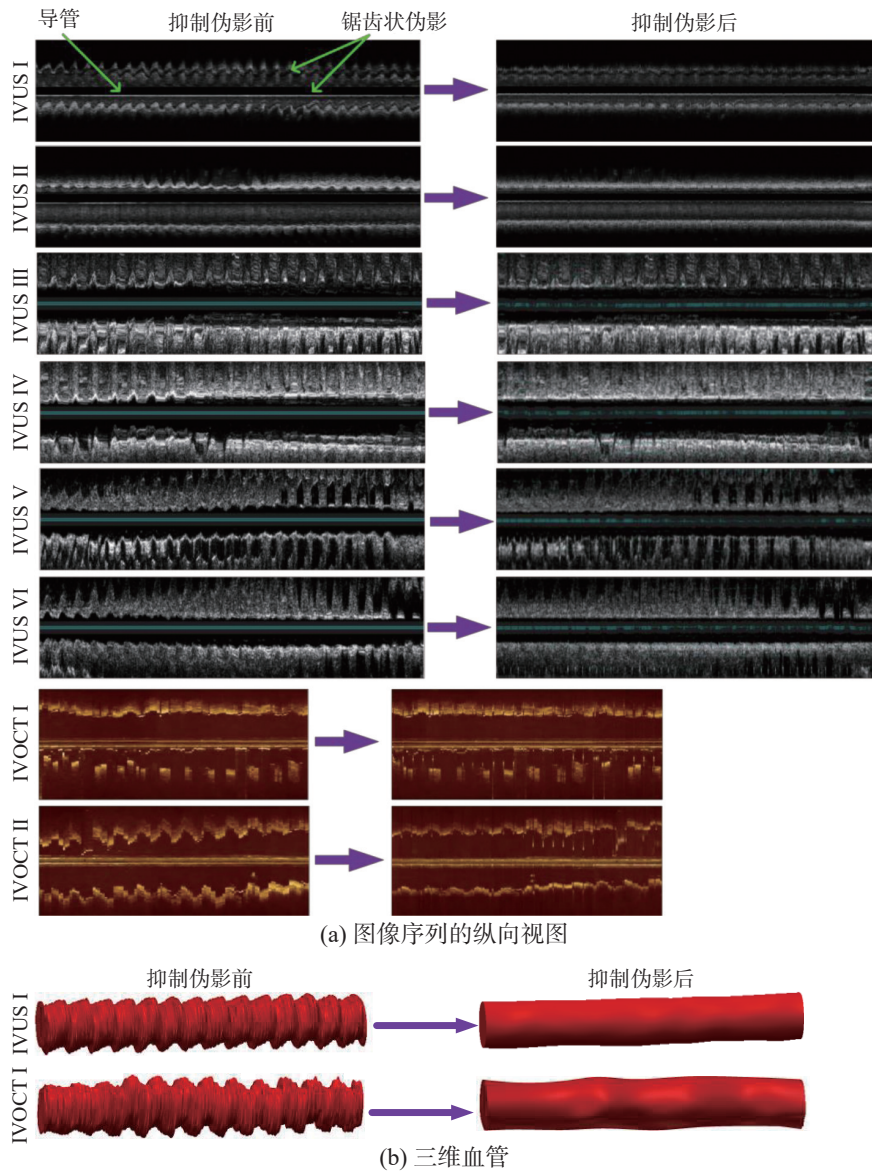 导管
抑制伪影前
锯齿状伪影
抑制伪影后
IVUS I
IVUS II
IVUS III
IVUS IV
IVUS V
IVUS VI
IVOCT I
IVOCT II
(a) 图像序列的纵向视图
抑制伪影前
抑制伪影后
IVUS I
IVOCT I
(b) 三维血管